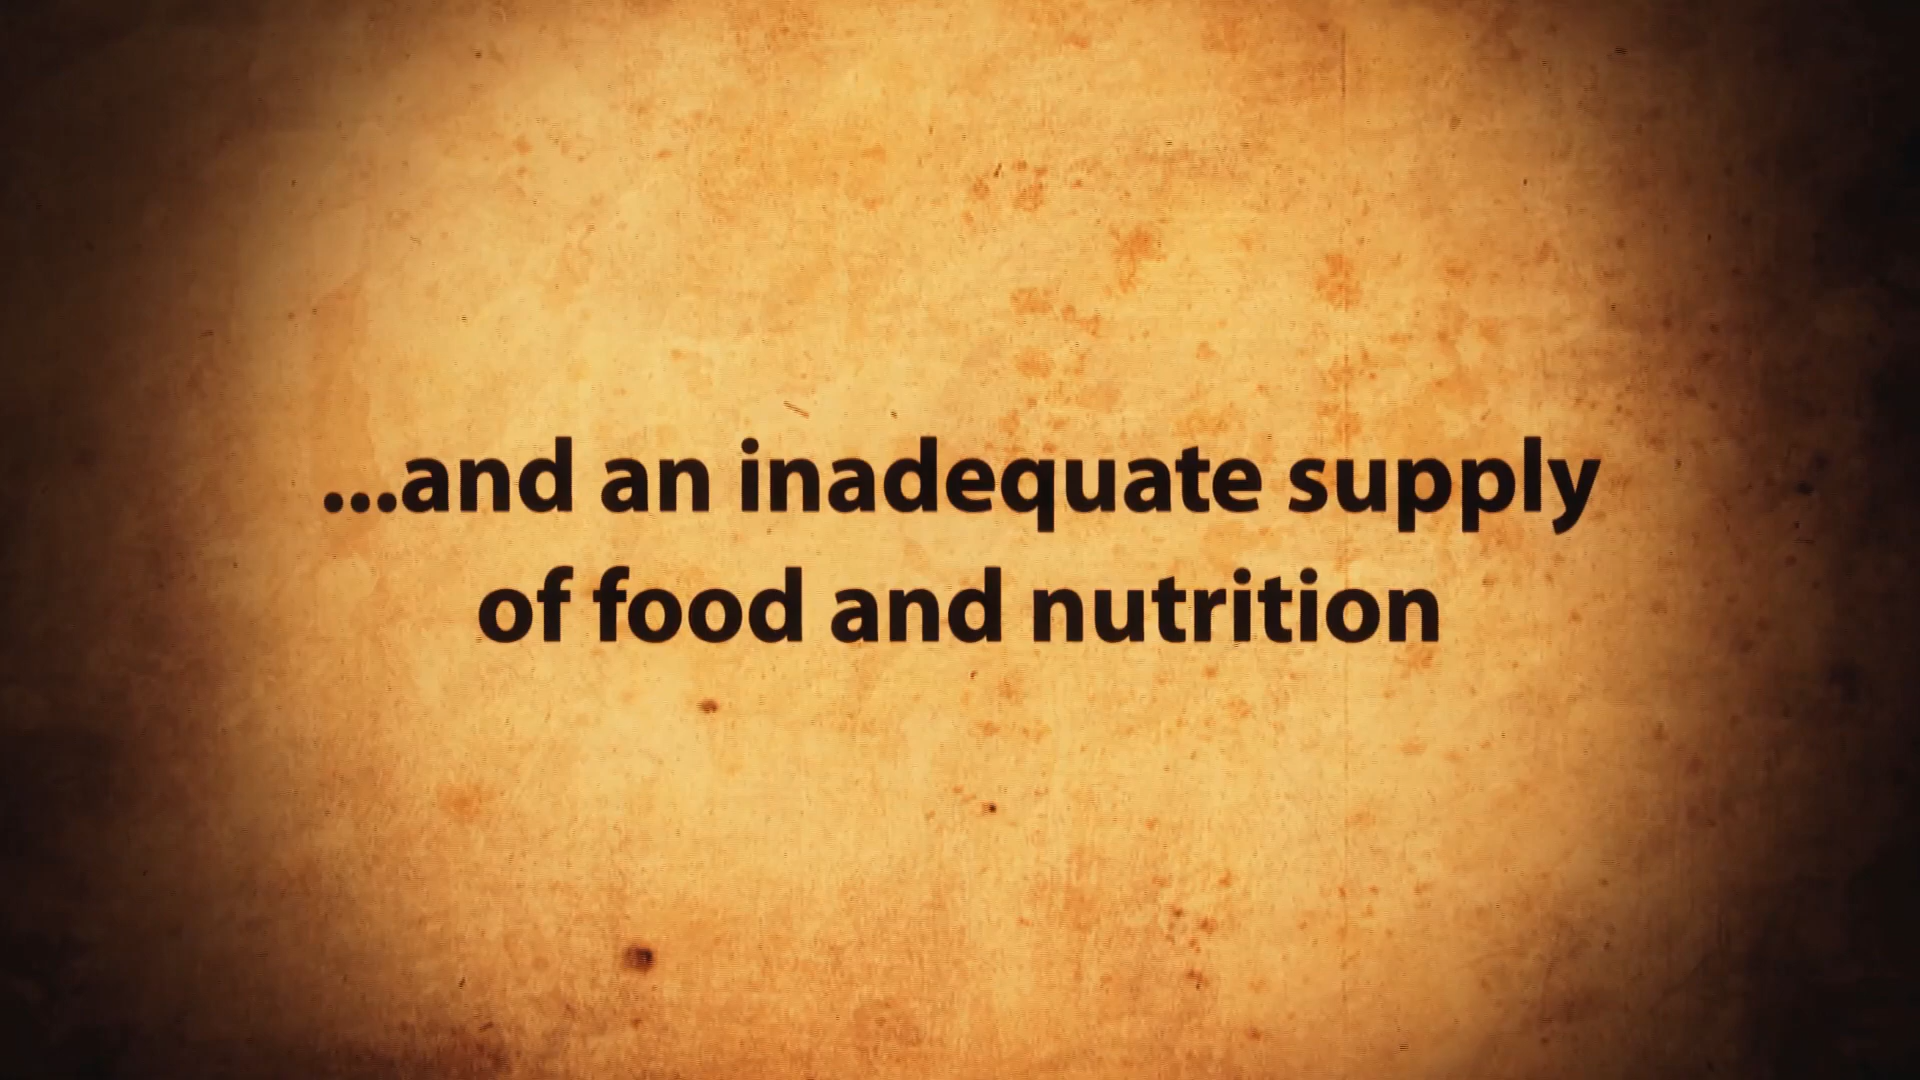 ...and an inadequate supply
of food and nutrition